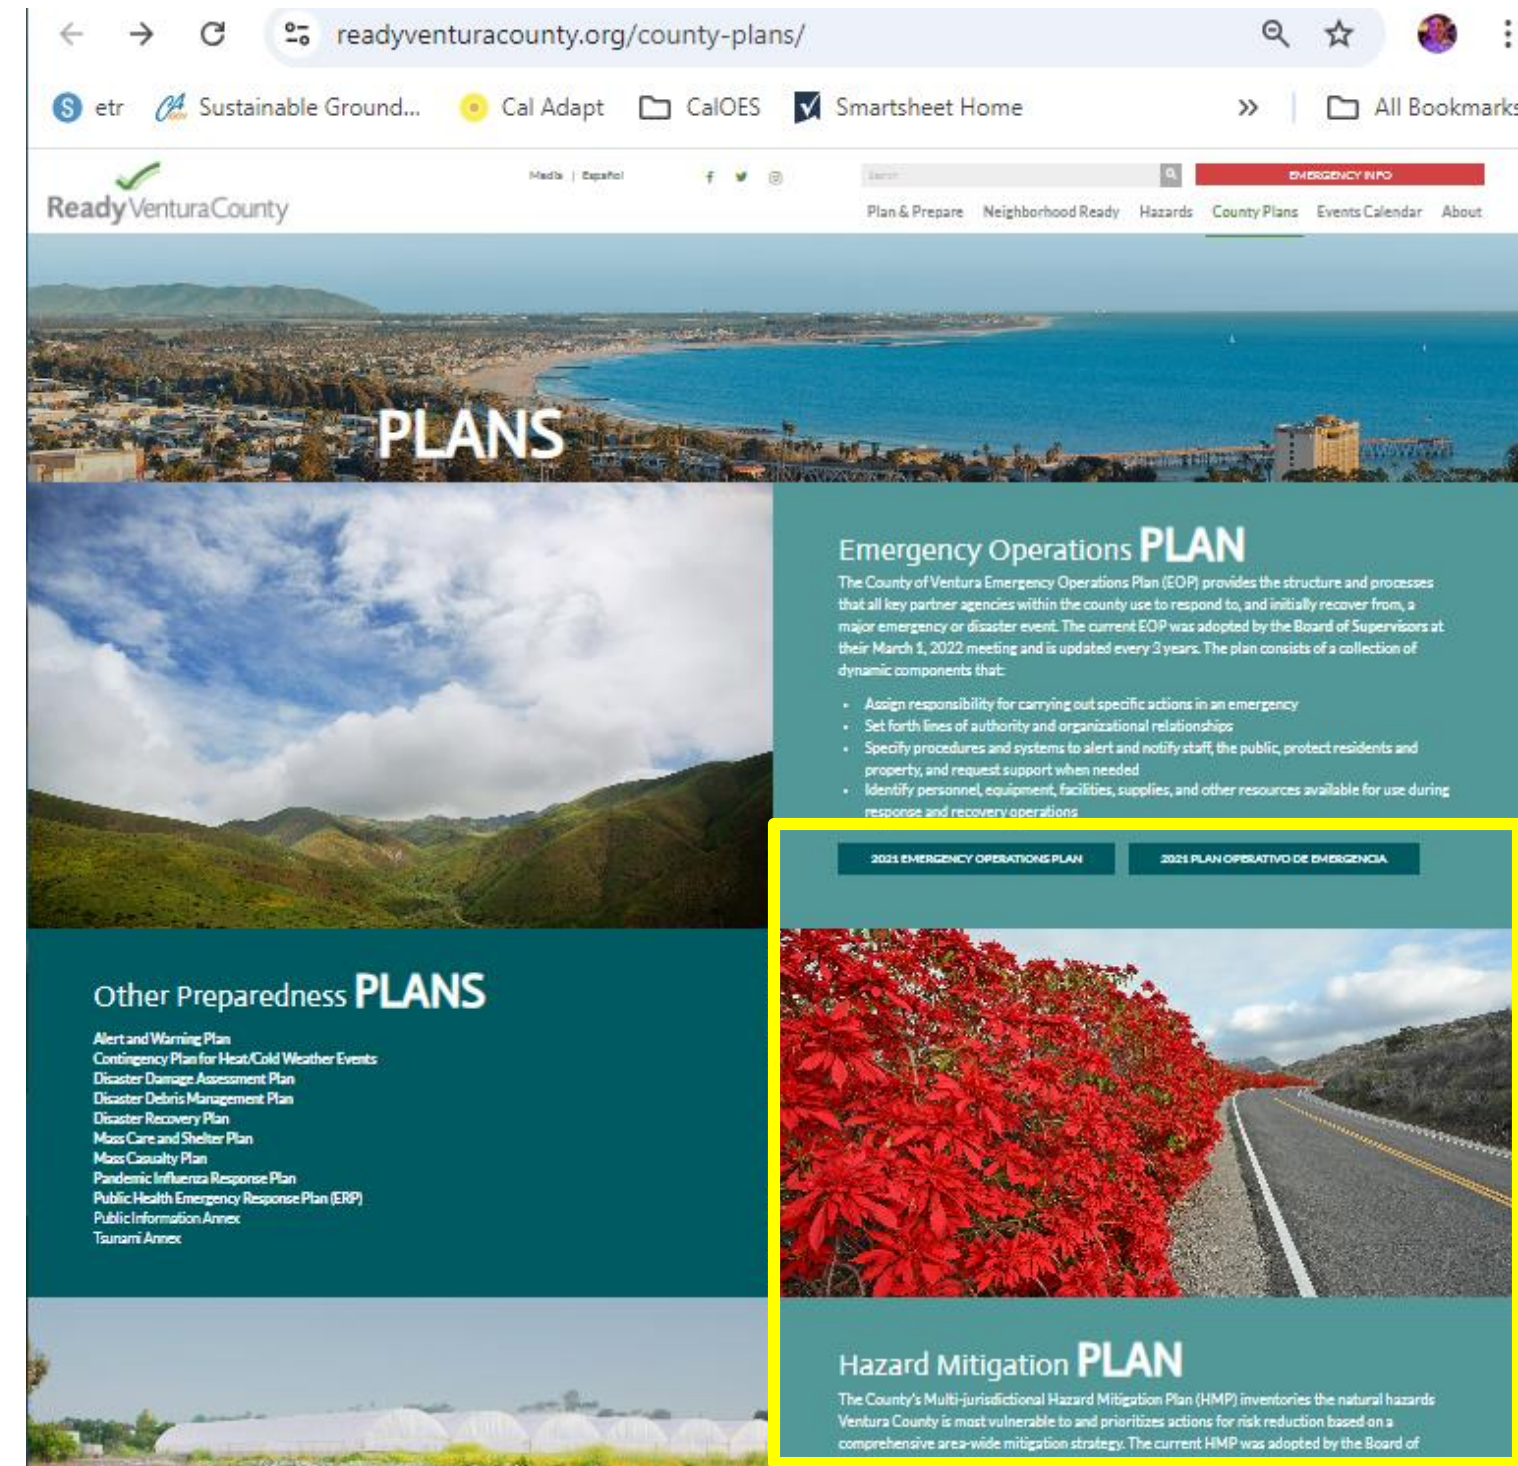 readyventuracounty.org/county-plans/
S etr Sustainable Ground... Cal Adapt CalOES Smartsheet Home » All Bookmarks
ReadyVenturaCounty
Media | Español
Search
EMERGENCY INFO
Plan & Prepare Neighborhood Ready Hazards County Plans Events Calendar About
PLANS
Emergency Operations PLAN
The County of Ventura Emergency Operations Plan (EOP) provides the structure and processes
that all key partner agencies within the county use to respond to, and initially recover from, a
major emergency or disaster event. The current EOP was adopted by the Board of Supervisors at
their March 1, 2022 meeting and is updated every 3 years. The plan consists of a collection of
dynamic components that:
• Assign responsibility for carrying out specific actions in an emergency
• Set forth lines of authority and organizational relationships
• Specify procedures and systems to alert and notify staff, the public, protect residents and
property, and request support when needed
• Identify personnel, equipment, facilities, supplies, and other resources available for use during
response and recovery operations
2021 EMERGENCY OPERATIONS PLAN 2021 PLAN OPERATIVO DE EMERGENCIA
Other Preparedness PLANS
Alert and Warning Plan
Contingency Plan for Heat/Cold Weather Events
Disaster Damage Assessment Plan
Disaster Debris Management Plan
Disaster Recovery Plan
Mass Care and Shelter Plan
Mass Casualty Plan
Pandemic Influenza Response Plan
Public Health Emergency Response Plan (ERP)
Public Information Annex
Tsunami Annex
Hazard Mitigation PLAN
The County's Multi-jurisdictional Hazard Mitigation Plan (HMP) inventories the natural hazards
Ventura County is most vulnerable to and prioritizes actions for risk reduction based on a
comprehensive area-wide mitigation strategy. The current HMP was adopted by the Board of